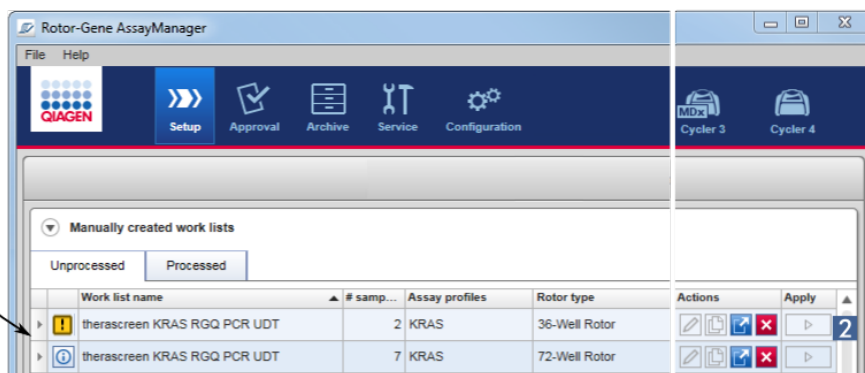 Rotor-Gene AssayManager
File Help
QIAGEN
Setup Approval Archive Service Configuration MDx Cycler 3 Cycler 4
Manually created work lists
Unprocessed Processed
Work list name # samp... Assay profiles Rotor type Actions Apply
therascreen KRAS RGQ PCR UDT 2 KRAS 36-Well Rotor 2
therascreen KRAS RGQ PCR UDT 7 KRAS 72-Well Rotor